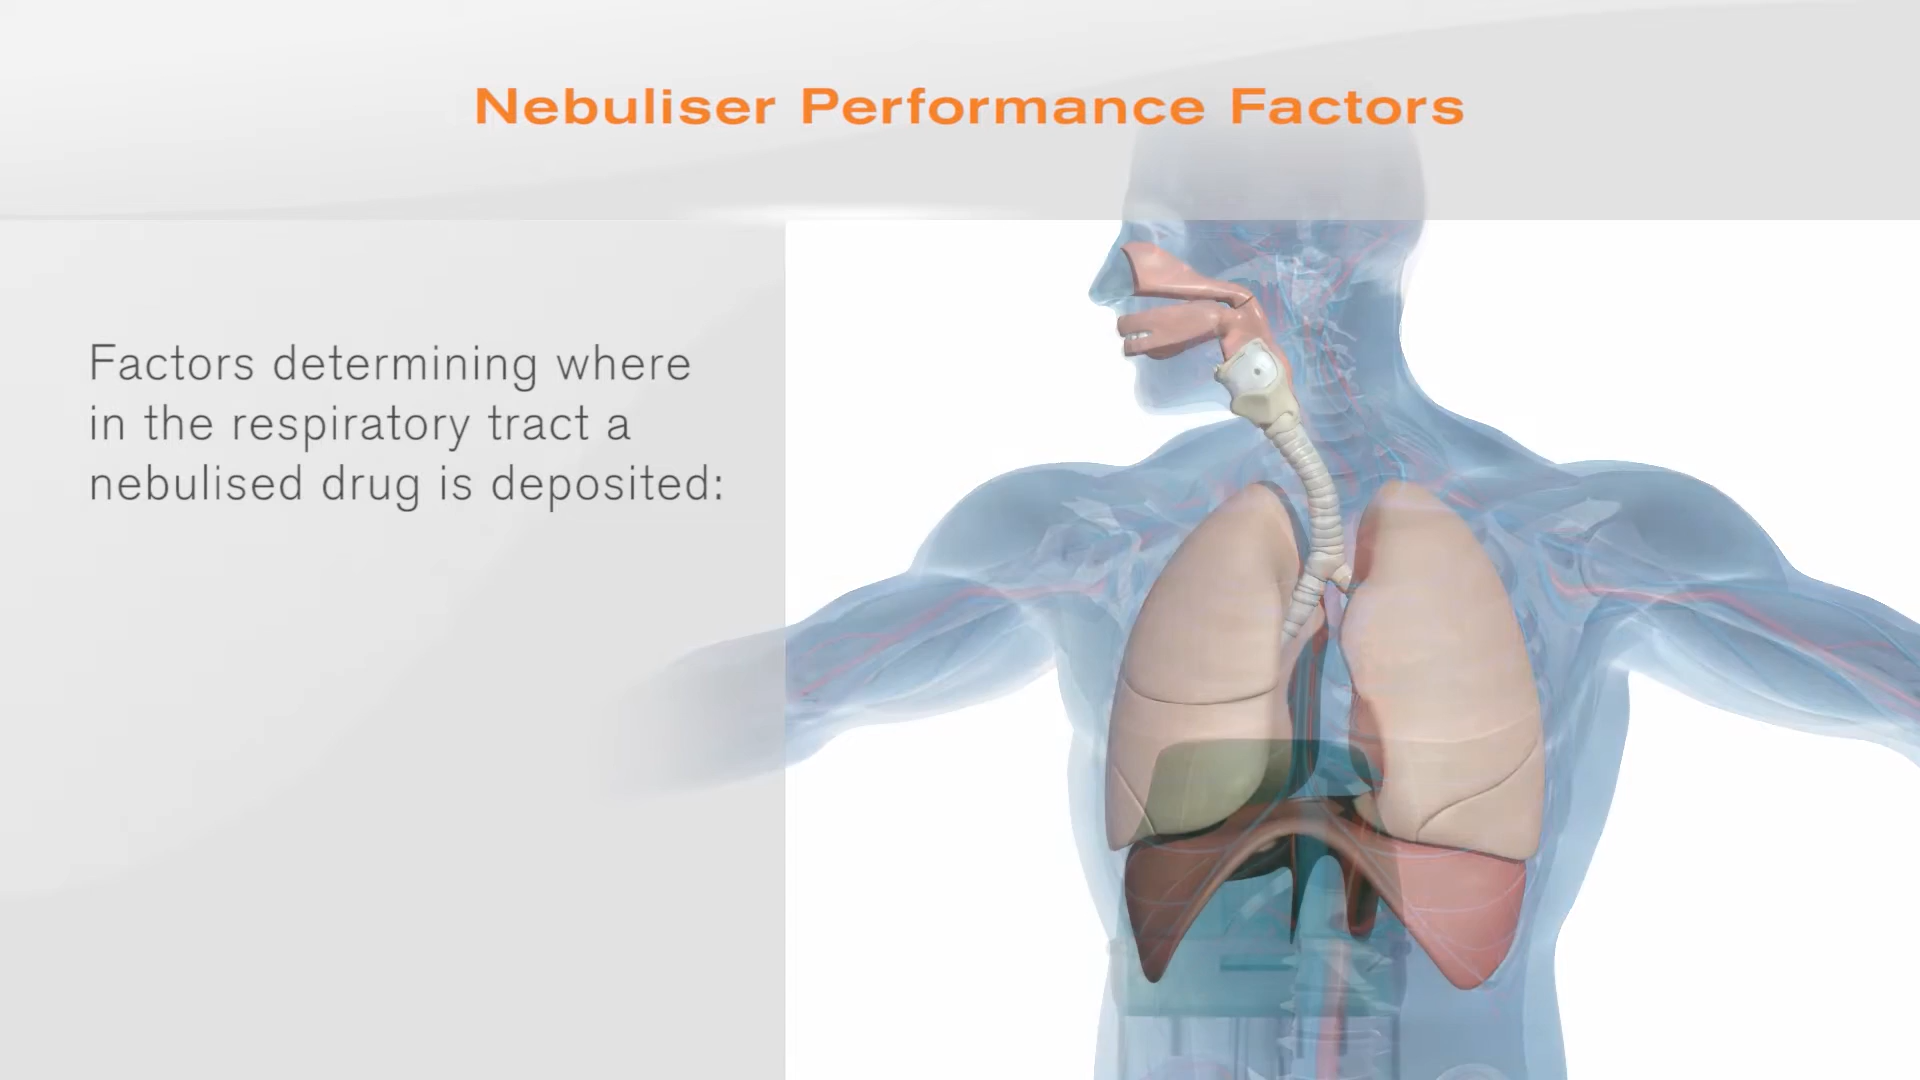 Nebuliser Performance Factors
Factors determining where
in the respiratory tract a
nebulised drug is deposited: